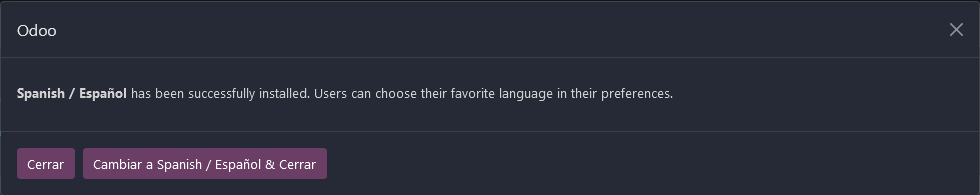 Odoo
Spanish / Español has been successfully installed. Users can choose their favorite language in their preferences.
Cerrar
Cambiar a Spanish / Español & Cerrar